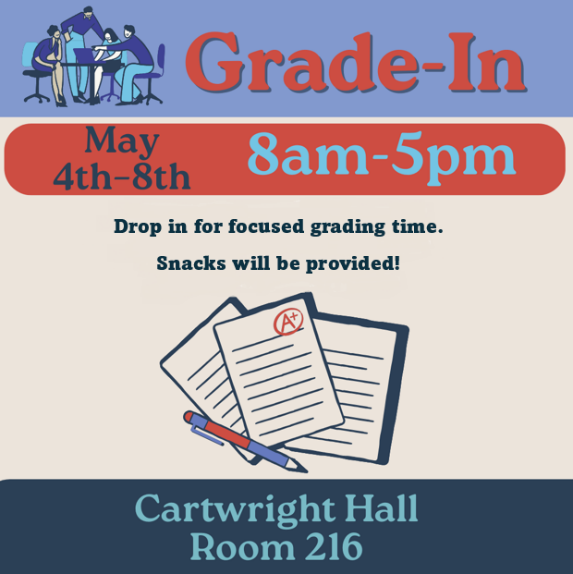 Grade-In
May
4th-8th
8am-5pm
Drop in for focused grading time.
Snacks will be provided!
A+
Cartwright Hall
Room 216